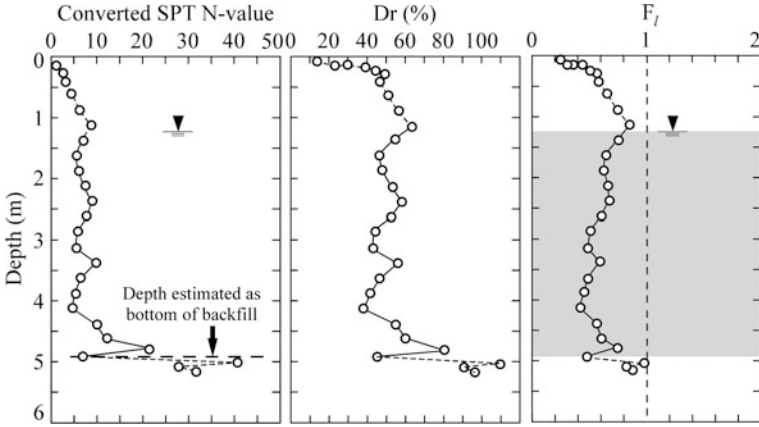 Converted SPT N-value
Dr (%)
F_l
0 10 20 30 40 50
0 20 40 60 80 100
0 1 2
Depth (m)
0
1
2
3
4
5
6
Depth estimated as
bottom of backfill